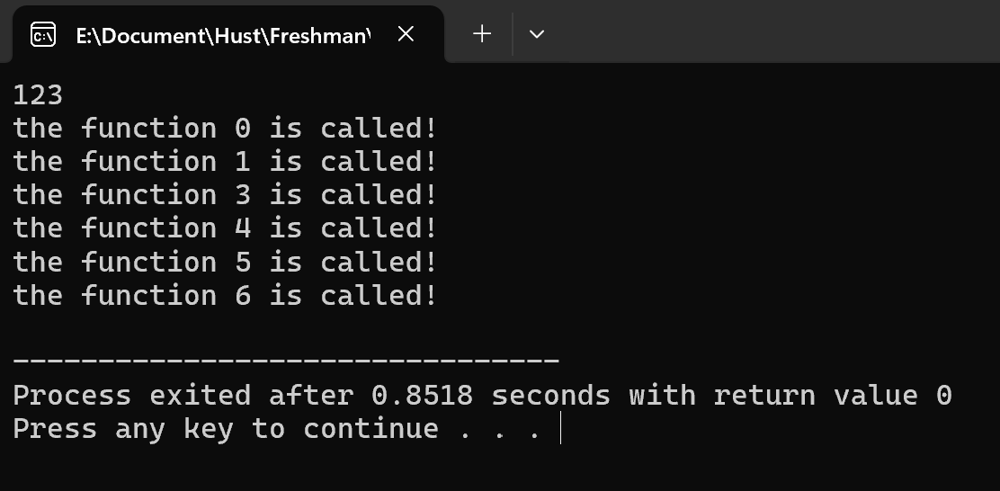 E:\Document\Hust\Freshman\
123
the function 0 is called!
the function 1 is called!
the function 3 is called!
the function 4 is called!
the function 5 is called!
the function 6 is called!
--------------------------------
Process exited after 0.8518 seconds with return value 0
Press any key to continue . . .